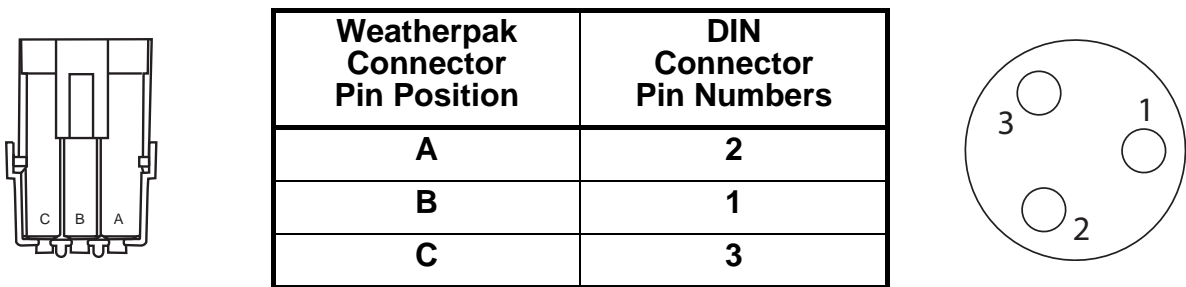 Weatherpak
Connector
Pin Position
DIN
Connector
Pin Numbers
A
2
B
1
C
3
C B A
3
1
2